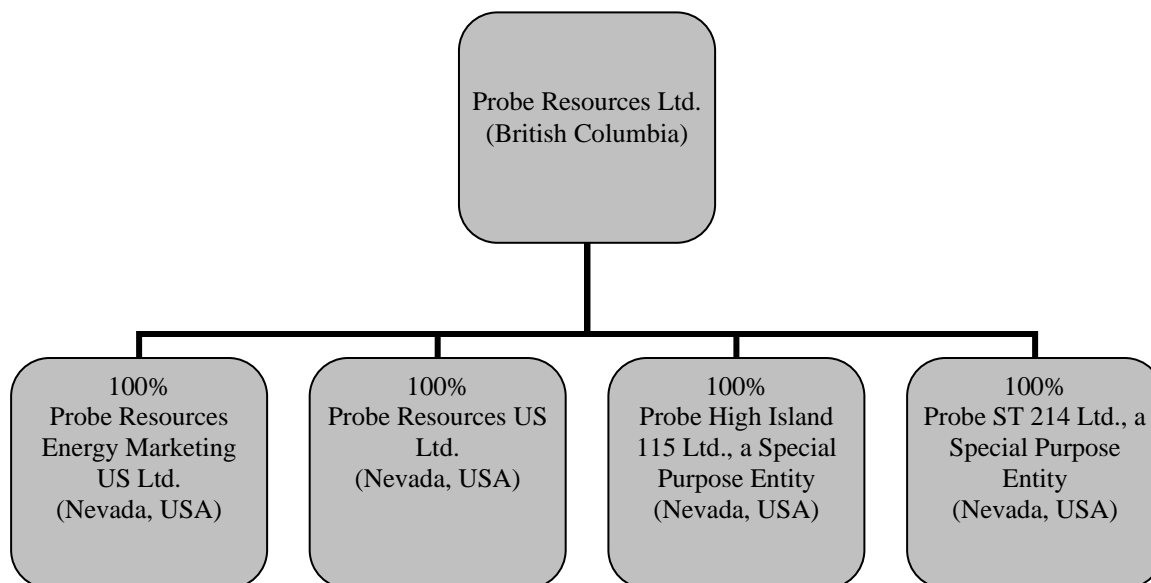 Probe Resources Ltd.
(British Columbia)
100%
Probe Resources
Energy Marketing
US Ltd.
(Nevada, USA)
100%
Probe Resources US
Ltd.
(Nevada, USA)
100%
Probe High Island
115 Ltd., a Special
Purpose Entity
(Nevada, USA)
100%
Probe ST 214 Ltd., a
Special Purpose
Entity
(Nevada, USA)